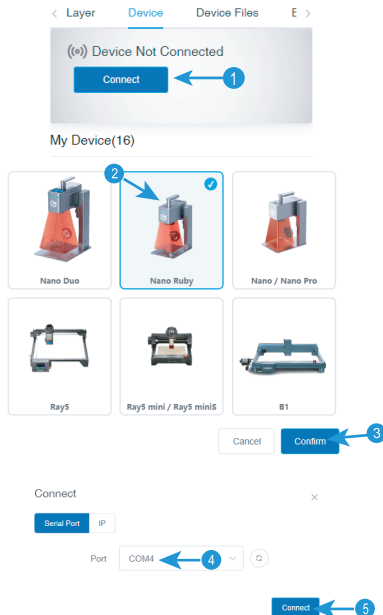 < Layer Device Device Files E >
Device Not Connected
Connect 1
My Device(16)
2
Nano Duo Nano Ruby Nano / Nano Pro
Ray5 Ray5 mini / Ray5 miniS B1
Cancel Confirm 3
Connect ×
Serial Port IP
Port COM4 4
Connect 5